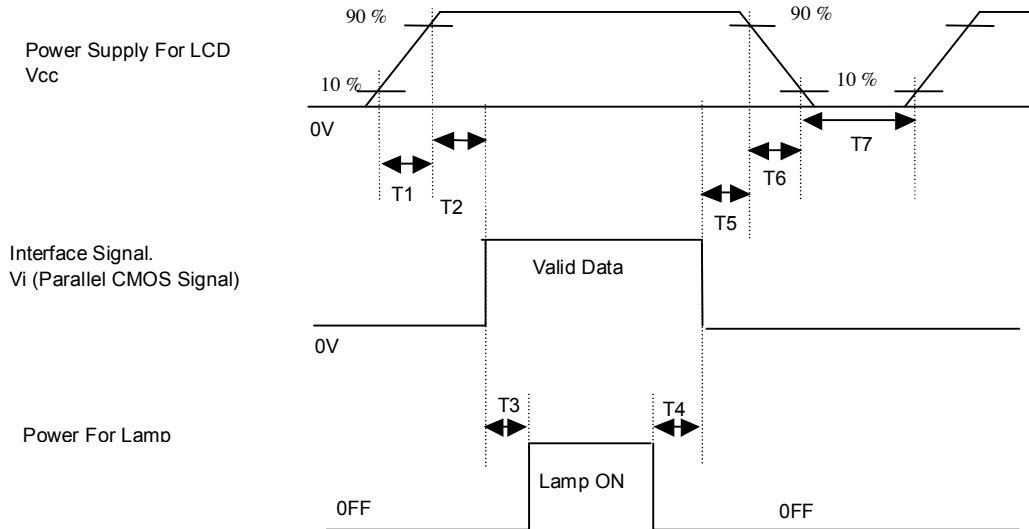 90 %
90 %
Power Supply For LCD
Vcc
10 %
10 %
0V
T7
T6
T1
T2
T5
Interface Signal.
Vi (Parallel CMOS Signal)
Valid Data
0V
T3
T4
Power For Lamp
Lamp ON
0FF
0FF